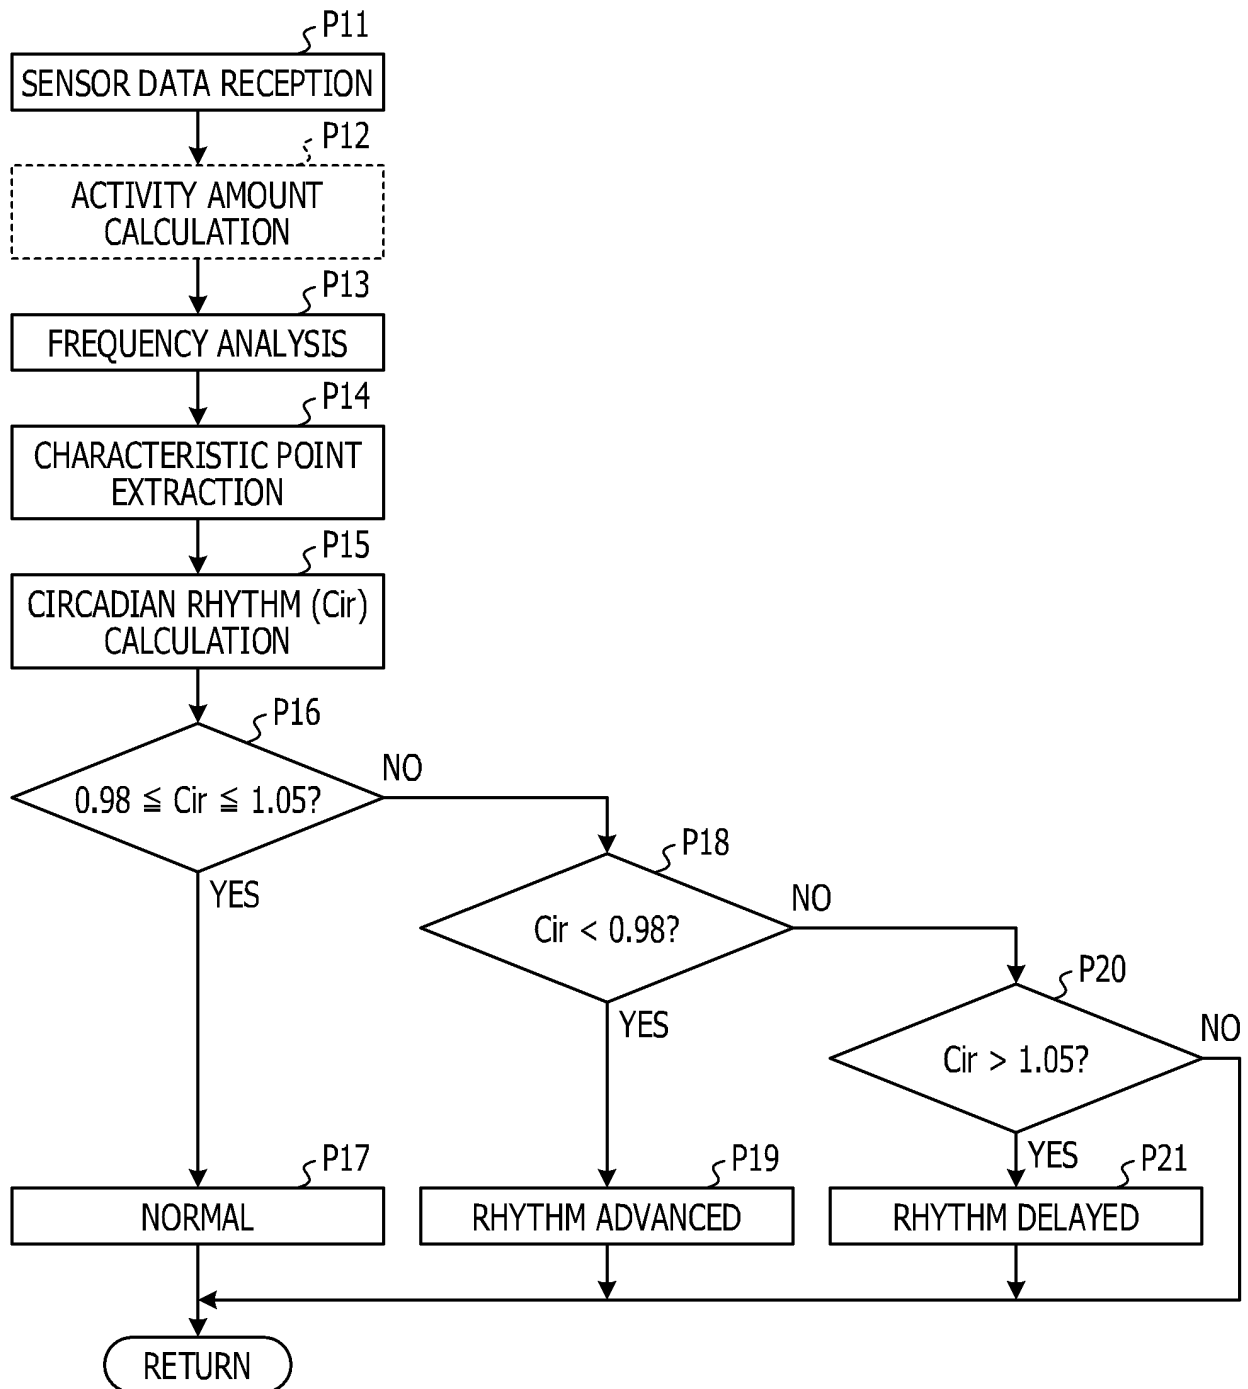 P11
SENSOR DATA RECEPTION
P12
ACTIVITY AMOUNT
CALCULATION
P13
FREQUENCY ANALYSIS
P14
CHARACTERISTIC POINT
EXTRACTION
P15
CIRCADIAN RHYTHM (Cir)
CALCULATION
P16
0.98 ≦ Cir ≦ 1.05?
NO
YES
P18
Cir < 0.98?
NO
YES
P20
Cir > 1.05?
NO
YES
P17
NORMAL
P19
RHYTHM ADVANCED
P21
RHYTHM DELAYED
RETURN